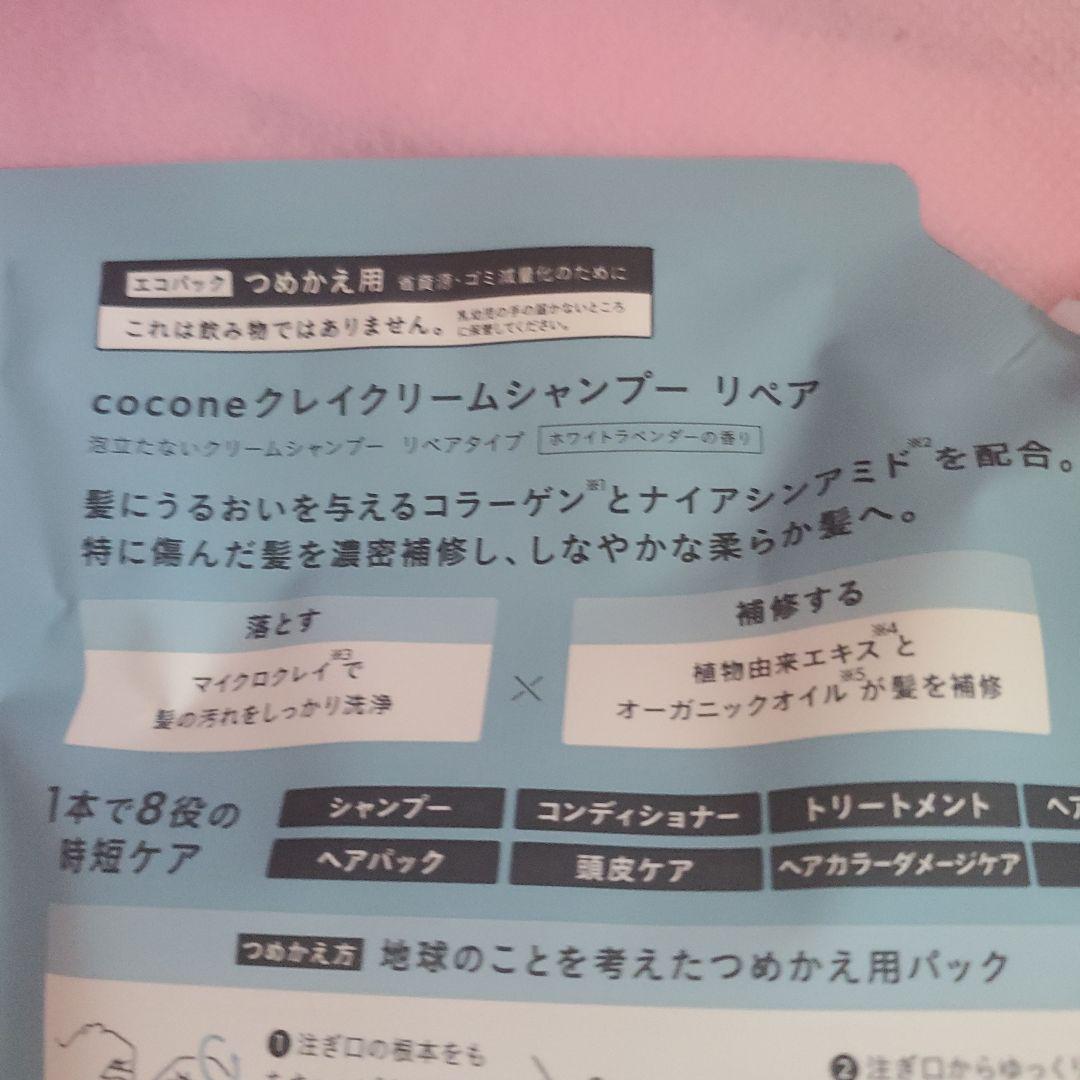 エコパック つめかえ用 省資源・ゴミ減量化のために
これは飲み物ではありません。 乳幼児の手の届かないところ
に保管してください。
coconeクレイクリームシャンプー リペア
泡立たないクリームシャンプー リペアタイプ ホワイトラベンダーの香り
髪にうるおいを与えるコラーゲン※1とナイアシンアミド※2を配合。
特に傷んだ髪を濃密補修し、しなやかな柔らか髪へ。
落とす
マイクロクレイ※3で
髪の汚れをしっかり洗浄
×
補修する
植物由来エキス※4と
オーガニックオイル※5が髪を補修
1本で8役の
時短ケア
シャンプー コンディショナー トリートメント ヘア
ヘアパック 頭皮ケア ヘアカラーダメージケア
つめかえ方 地球のことを考えたつめかえ用パック
1 注ぎ口の根本をも
2 注ぎ口からゆっくり